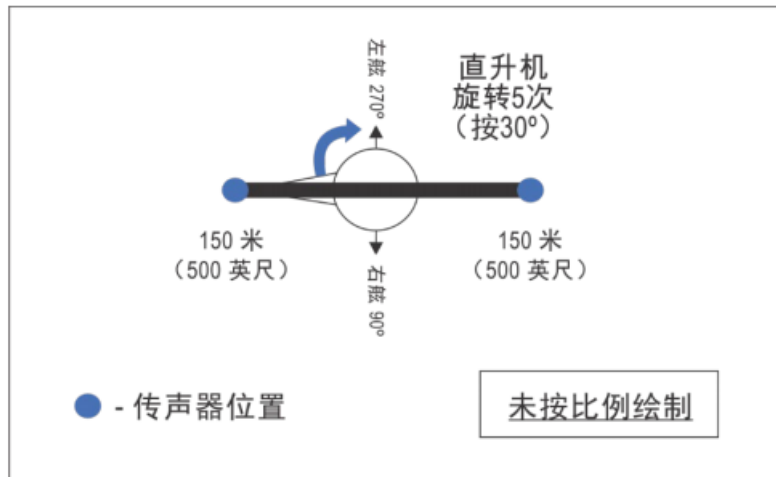 左舷 270º
直升机
旋转5次
（按30º）
150 米
（500 英尺）
150 米
（500 英尺）
右舷 90º
- 传声器位置
未按比例绘制